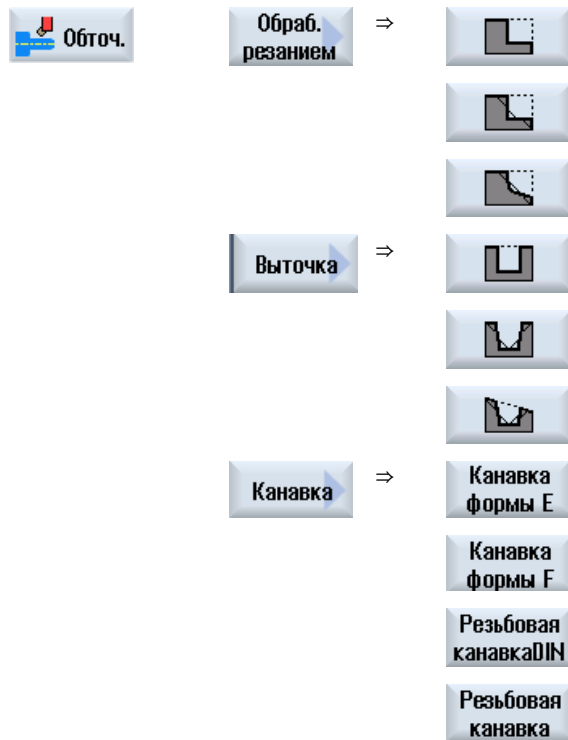 Обточ.
Обраб.
резанием
⇒
Выточка
⇒
Канавка
⇒
Канавка
формы E
Канавка
формы F
Резьбовая
канавкаDIN
Резьбовая
канавка